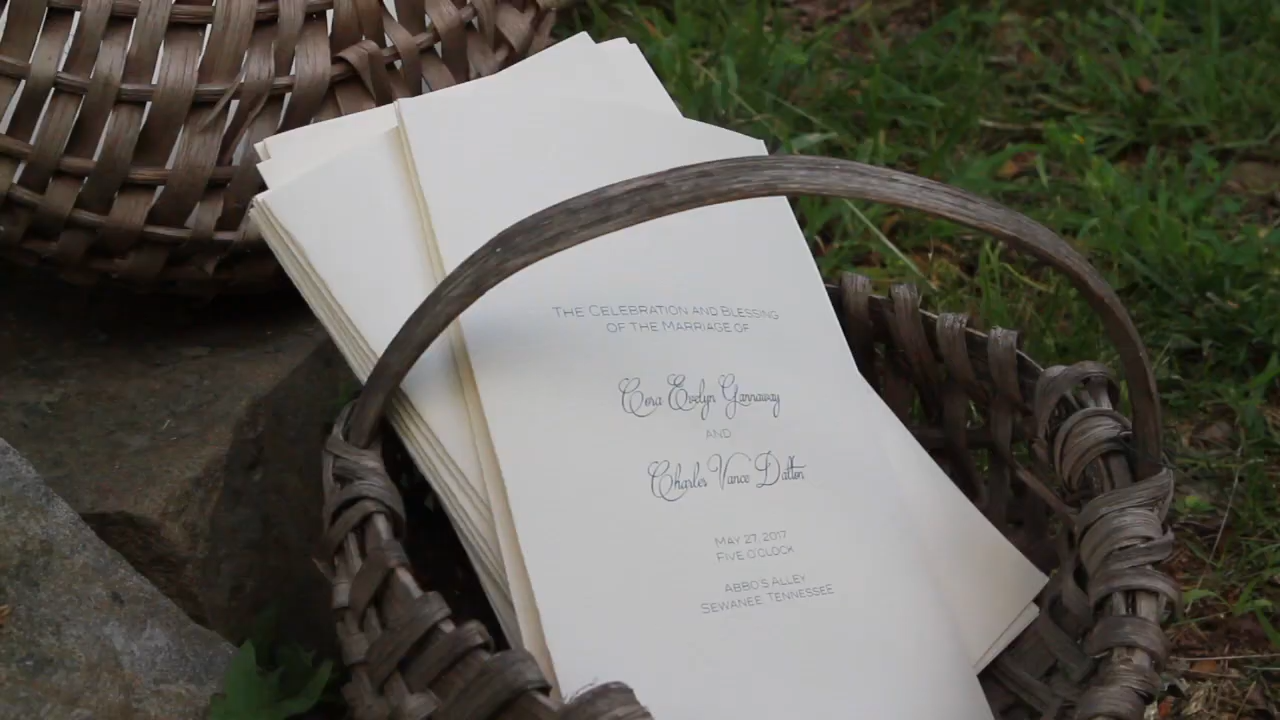 THE CELEBRATION AND BLESSING
OF THE MARRIAGE OF
Cora Evelyn Gannaway
AND
Charles Vance Dalton
MAY 27, 2017
FIVE O'CLOCK
ABBO'S ALLEY
SEWANEE, TENNESSEE